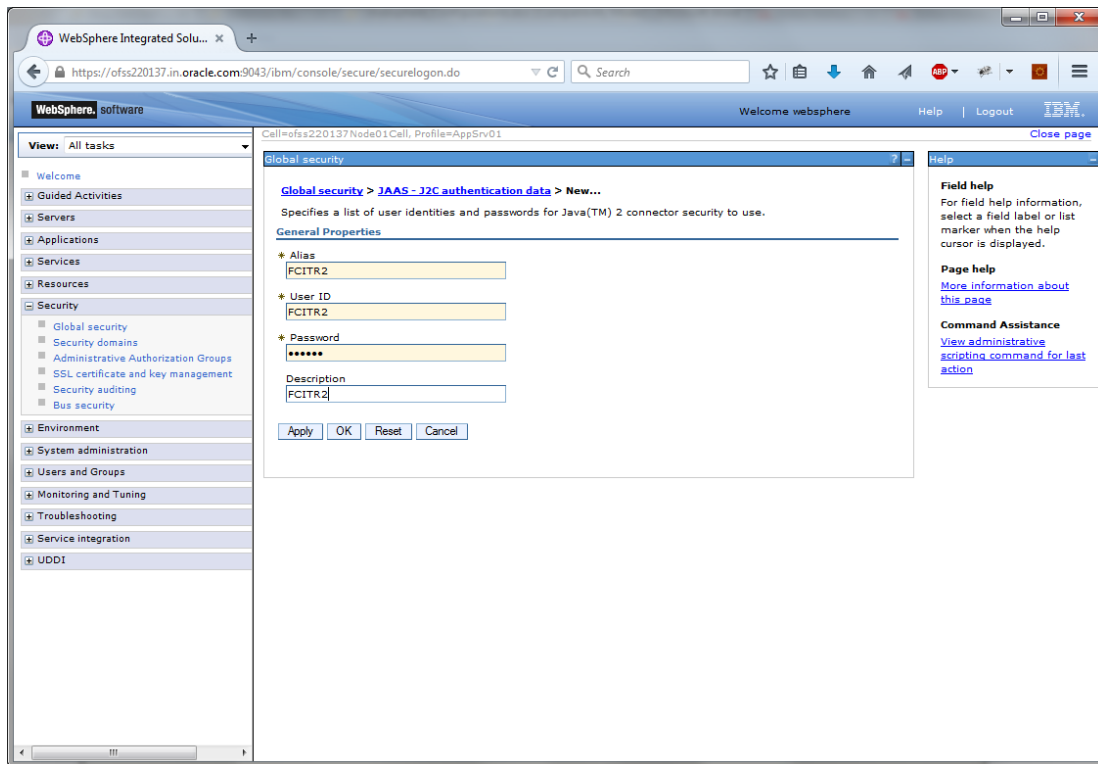 WebSphere Integrated Solu...
https://ofss220137.in.oracle.com:9043/ibm/console/secure/securelogon.do
Search
ABP
WebSphere. software
Welcome websphere
Help | Logout
IBM.
View: All tasks
Welcome
Guided Activities
Servers
Applications
Services
Resources
Security
Global security
Security domains
Administrative Authorization Groups
SSL certificate and key management
Security auditing
Bus security
Environment
System administration
Users and Groups
Monitoring and Tuning
Troubleshooting
Service integration
UDDI
Cell=ofss220137Node01Cell, Profile=AppSrv01
Close page
Global security
? -
Global security > JAAS - J2C authentication data > New...
Specifies a list of user identities and passwords for Java(TM) 2 connector security to use.
General Properties
* Alias
FCITR2
* User ID
FCITR2
* Password
••••••
Description
FCITR2
Apply OK Reset Cancel
Help
Field help
For field help information,
select a field label or list
marker when the help
cursor is displayed.
Page help
More information about
this page
Command Assistance
View administrative
scripting command for last
action